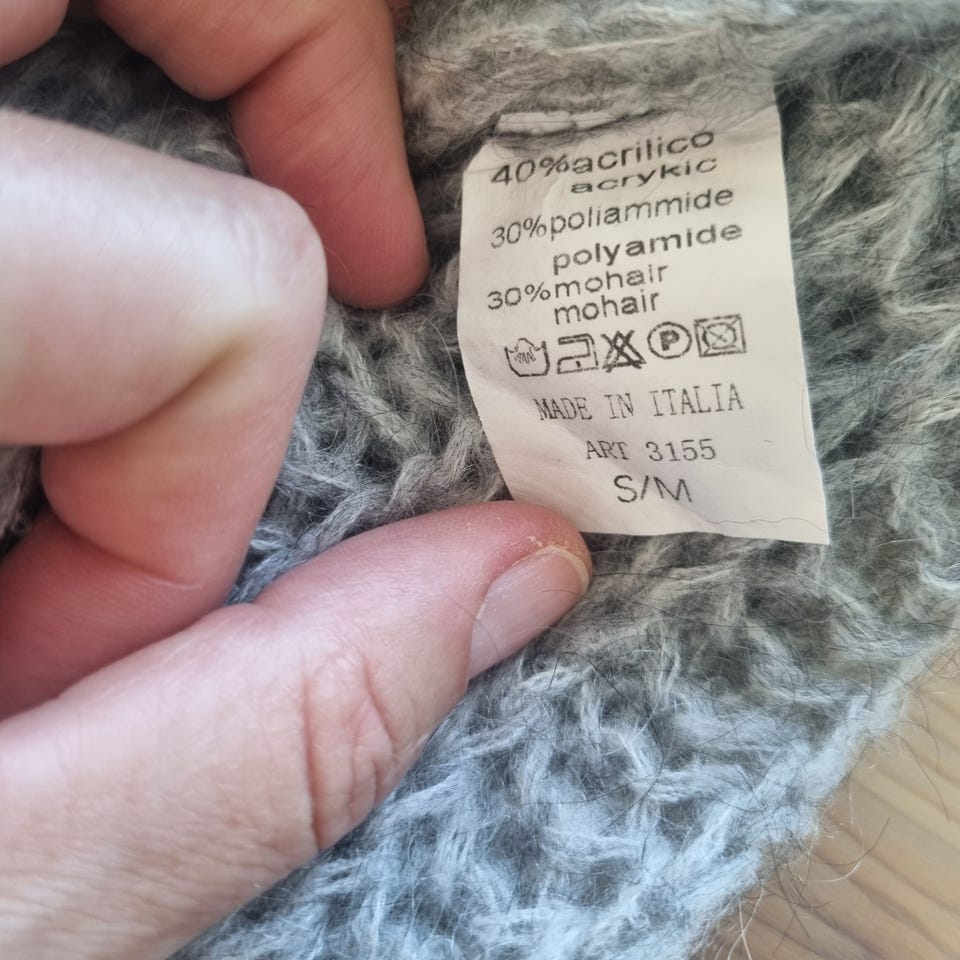 40%acrilico
acrykic
30%poliammide
polyamide
30%mohair
mohair
P
MADE IN ITALIA
ART 3155
S/M